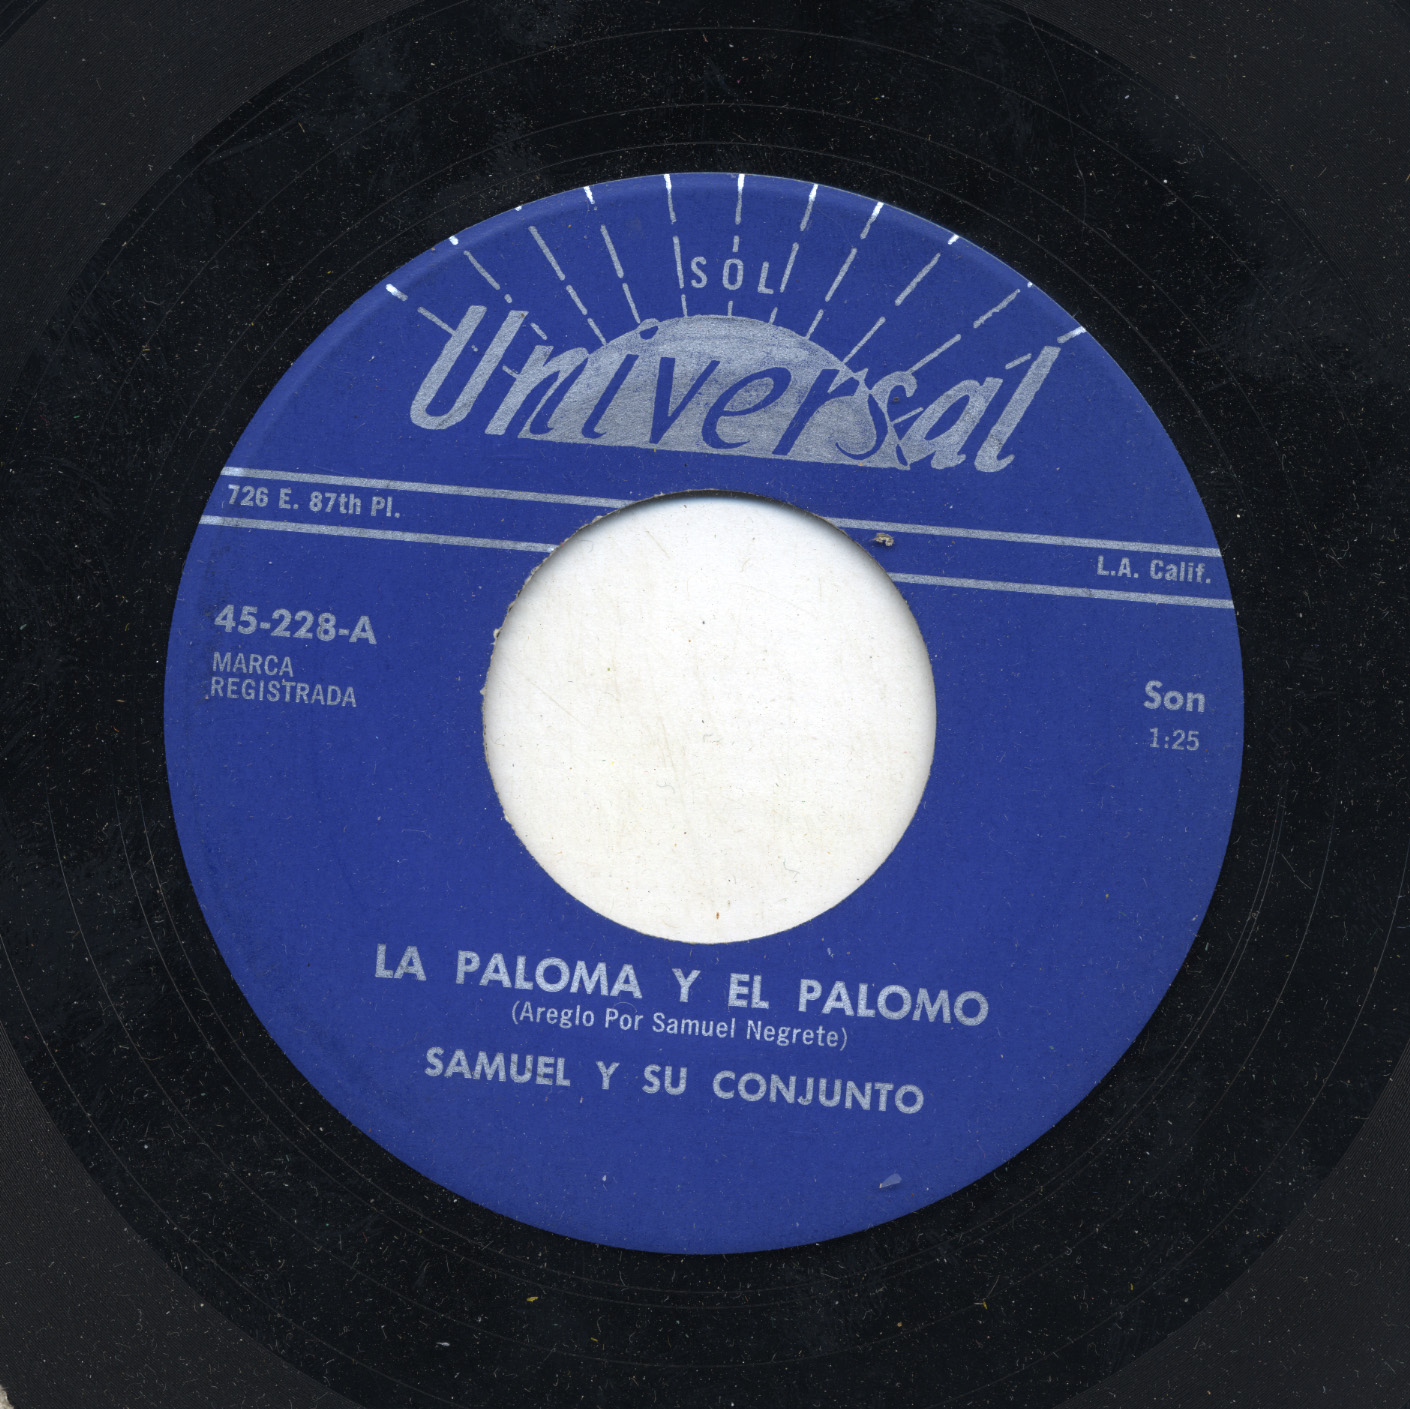 SOL
Universal
726 E. 87th Pl.
L.A. Calif.
45-228-A
MARCA
REGISTRADA
Son
1:25
LA PALOMA Y EL PALOMO
(Areglo Por Samuel Negrete)
SAMUEL Y SU CONJUNTO